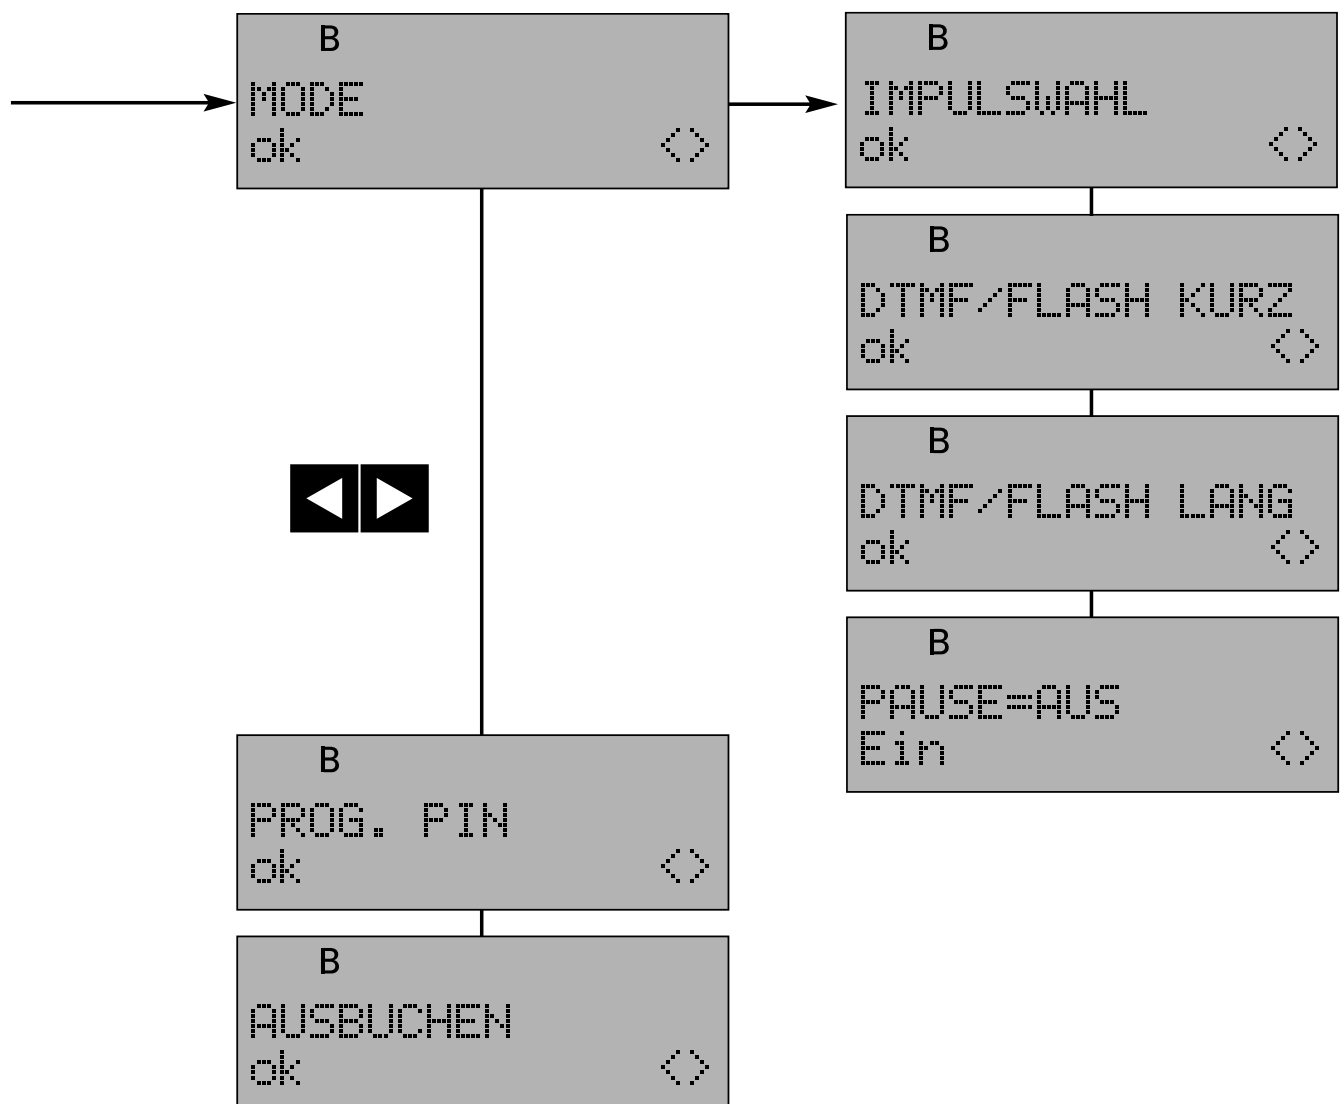 B
MODE
ok <>
B
IMPULSWAHL
ok <>
B
DTMF/FLASH KURZ
ok <>
B
DTMF/FLASH LANG
ok <>
B
PAUSE=AUS
Ein <>
B
PROG. PIN
ok <>
B
AUSBUCHEN
ok <>